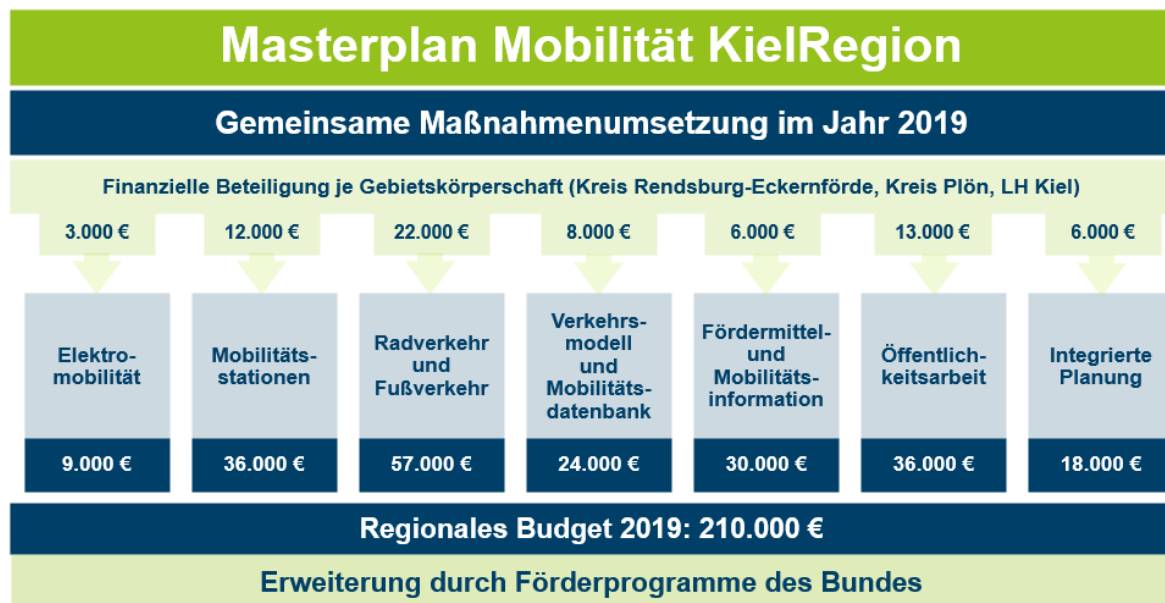 Masterplan Mobilität KielRegion
Gemeinsame Maßnahmenumsetzung im Jahr 2019
Finanzielle Beteiligung je Gebietskörperschaft (Kreis Rendsburg-Eckernförde, Kreis Plön, LH Kiel)
3.000 €
12.000 €
22.000 €
8.000 €
6.000 €
13.000 €
6.000 €
Elektro-
mobilität
Mobilitäts-
stationen
Radverkehr
und
Fußverkehr
Verkehrs-
modell
und
Mobilitäts-
datenbank
Fördermittel-
und
Mobilitäts-
information
Öffentlich-
keitsarbeit
Integrierte
Planung
9.000 €
36.000 €
57.000 €
24.000 €
30.000 €
36.000 €
18.000 €
Regionales Budget 2019: 210.000 €
Erweiterung durch Förderprogramme des Bundes